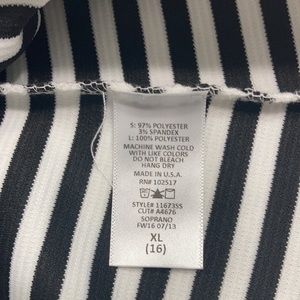 S: 97% POLYESTER
3% SPANDEX
L: 100% POLYESTER
MACHINE WASH COLD
WITH LIKE COLORS
DO NOT BLEACH
HANG DRY
MADE IN U.S.A.
RN# 102517
STYLE# 116735S
CUT# A4676
SOPRANO
FW16 07/13
XL
(16)